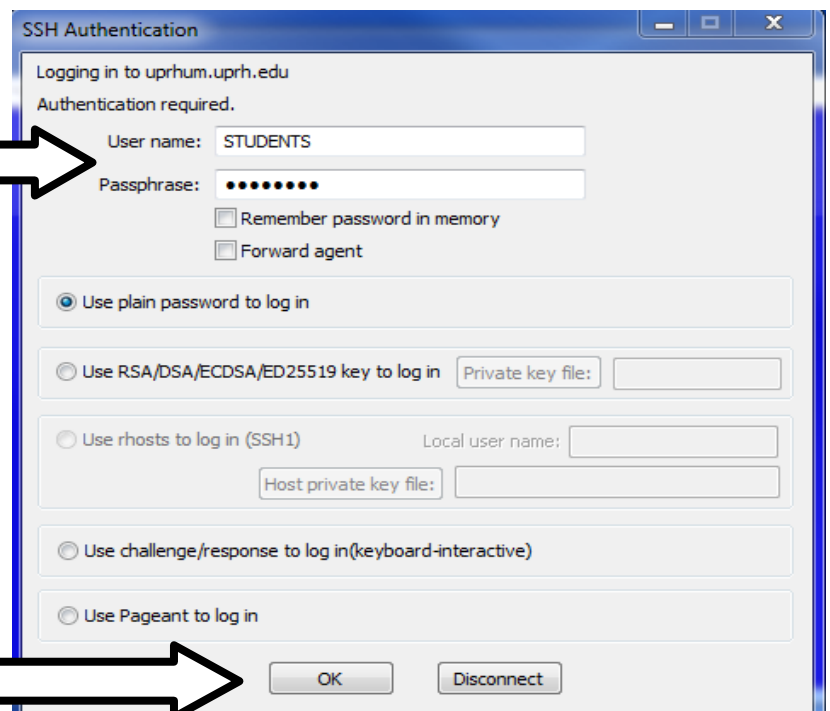 SSH Authentication
Logging in to uprhum.uprh.edu
Authentication required.
User name: STUDENTS
Passphrase: ●●●●●●●●
Remember password in memory
Forward agent
Use plain password to log in
Use RSA/DSA/ECDSA/ED25519 key to log in Private key file:
Use rhosts to log in (SSH1) Local user name:
Host private key file:
Use challenge/response to log in(keyboard-interactive)
Use Pageant to log in
OK Disconnect